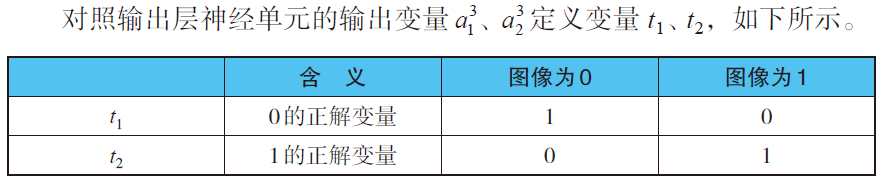 对照输出层神经单元的输出变量 a₁³、a₂³ 定义变量 t₁、t₂，如下所示。
含 义 图像为0 图像为1
t₁ 0的正解变量 1 0
t₂ 1的正解变量 0 1